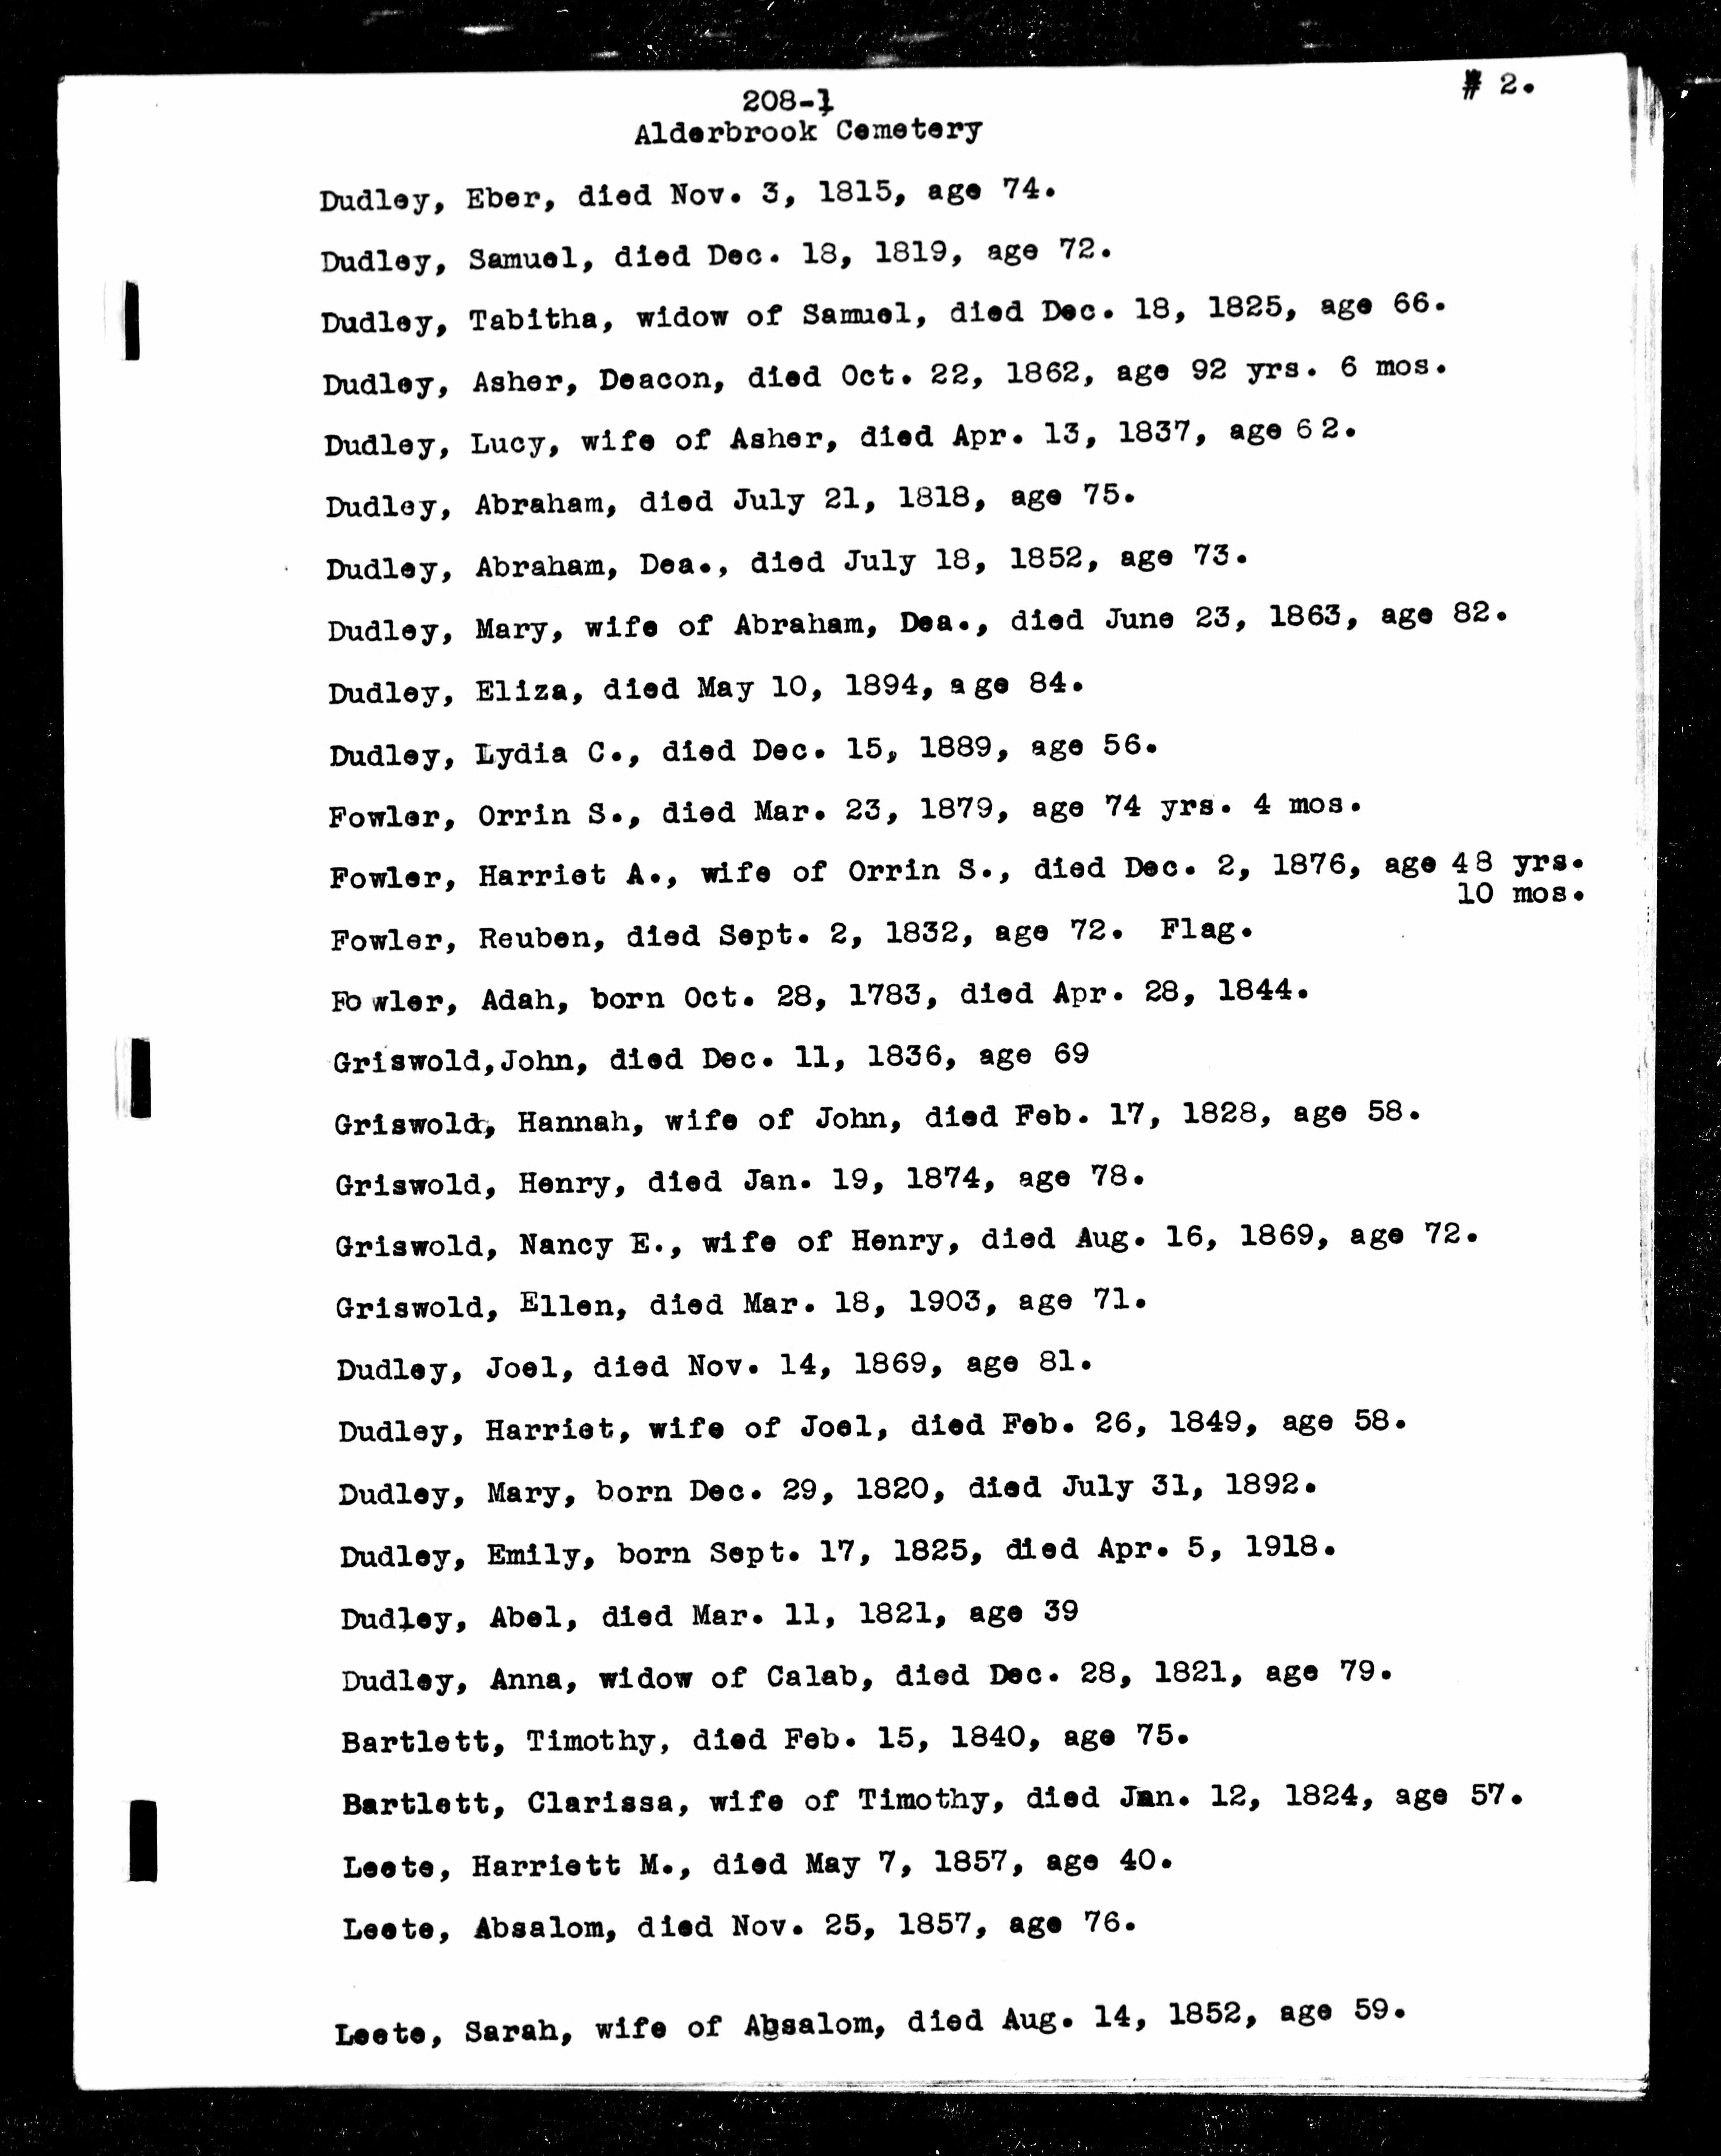 # 2.
208-1
Alderbrook Cemetery
Dudley, Eber, died Nov. 3, 1815, age 74.
Dudley, Samuel, died Dec. 18, 1819, age 72.
Dudley, Tabitha, widow of Samuel, died Dec. 18, 1825, age 66.
Dudley, Asher, Deacon, died Oct. 22, 1862, age 92 yrs. 6 mos.
Dudley, Lucy, wife of Asher, died Apr. 13, 1837, age 62.
Dudley, Abraham, died July 21, 1818, age 75.
Dudley, Abraham, Dea., died July 18, 1852, age 73.
Dudley, Mary, wife of Abraham, Dea., died June 23, 1863, age 82.
Dudley, Eliza, died May 10, 1894, age 84.
Dudley, Lydia C., died Dec. 15, 1889, age 56.
Fowler, Orrin S., died Mar. 23, 1879, age 74 yrs. 4 mos.
Fowler, Harriet A., wife of Orrin S., died Dec. 2, 1876, age 48 yrs.
10 mos.
Fowler, Reuben, died Sept. 2, 1832, age 72. Flag.
Fowler, Adah, born Oct. 28, 1783, died Apr. 28, 1844.
Griswold, John, died Dec. 11, 1836, age 69
Griswold, Hannah, wife of John, died Feb. 17, 1828, age 58.
Griswold, Henry, died Jan. 19, 1874, age 78.
Griswold, Nancy E., wife of Henry, died Aug. 16, 1869, age 72.
Griswold, Ellen, died Mar. 18, 1903, age 71.
Dudley, Joel, died Nov. 14, 1869, age 81.
Dudley, Harriet, wife of Joel, died Feb. 26, 1849, age 58.
Dudley, Mary, born Dec. 29, 1820, died July 31, 1892.
Dudley, Emily, born Sept. 17, 1825, died Apr. 5, 1918.
Dudley, Abel, died Mar. 11, 1821, age 39
Dudley, Anna, widow of Calab, died Dec. 28, 1821, age 79.
Bartlett, Timothy, died Feb. 15, 1840, age 75.
Bartlett, Clarissa, wife of Timothy, died Jan. 12, 1824, age 57.
Leete, Harriett M., died May 7, 1857, age 40.
Leete, Absalom, died Nov. 25, 1857, age 76.
Leete, Sarah, wife of Absalom, died Aug. 14, 1852, age 59.